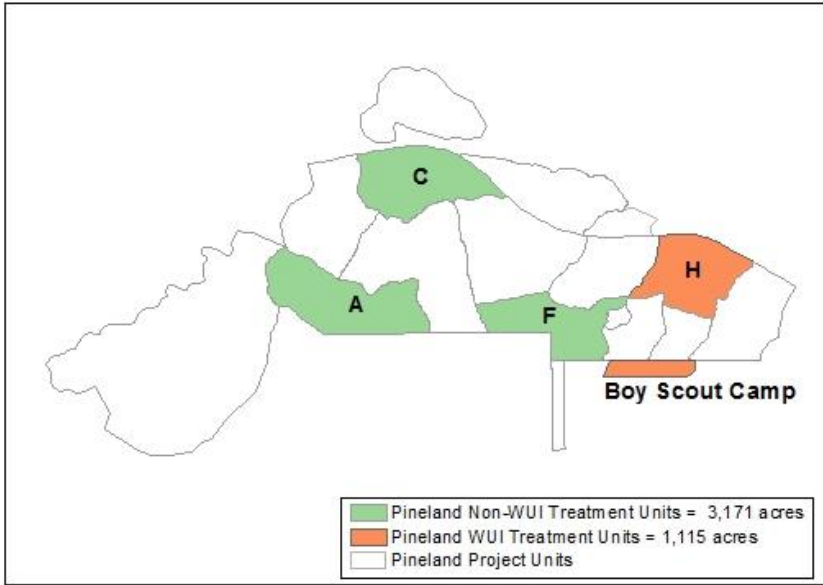 C
H
A
F
Boy Scout Camp
Pineland Non-WUI Treatment Units = 3,171 acres
Pineland WUI Treatment Units = 1,115 acres
Pineland Project Units